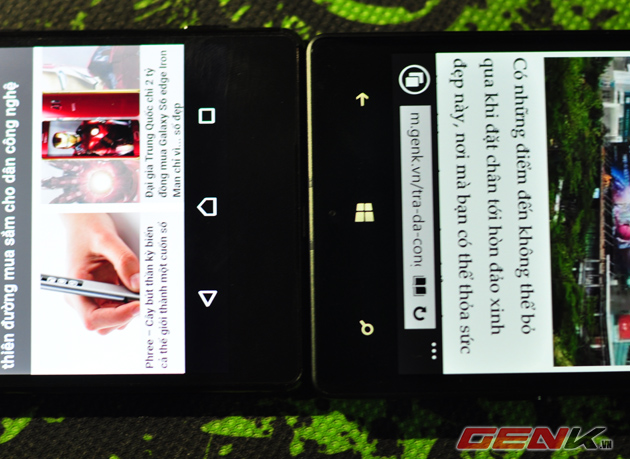 thiên đường mua sắm cho dân công nghệ
Đại gia Trung Quốc chi 2 tỷ
đồng mua Galaxy S6 edge Iron
Man chỉ vì... số đẹp
Phree – Cây bút thần kỳ biến
cả thế giới thành một cuốn sổ
Có những điểm đến không thể bỏ
qua khi đặt chân tới hòn đảo xinh
đẹp này, nơi mà bạn có thể thỏa sức
m.genk.vn/tra-da-cong
GENK.VN